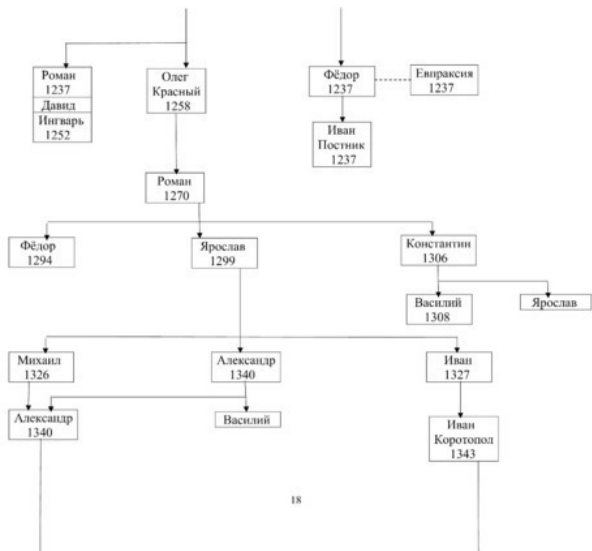 Роман
1237
Давид
Ингварь
1252
Олег
Красный
1258
Фёдор
1237
Евпраксия
1237
Иван
Постник
1237
Роман
1270
Фёдор
1294
Ярослав
1299
Константин
1306
Василий
1308
Ярослав
Михаил
1326
Александр
1340
Иван
1327
Александр
1340
Василий
Иван
Коротопол
1343
18